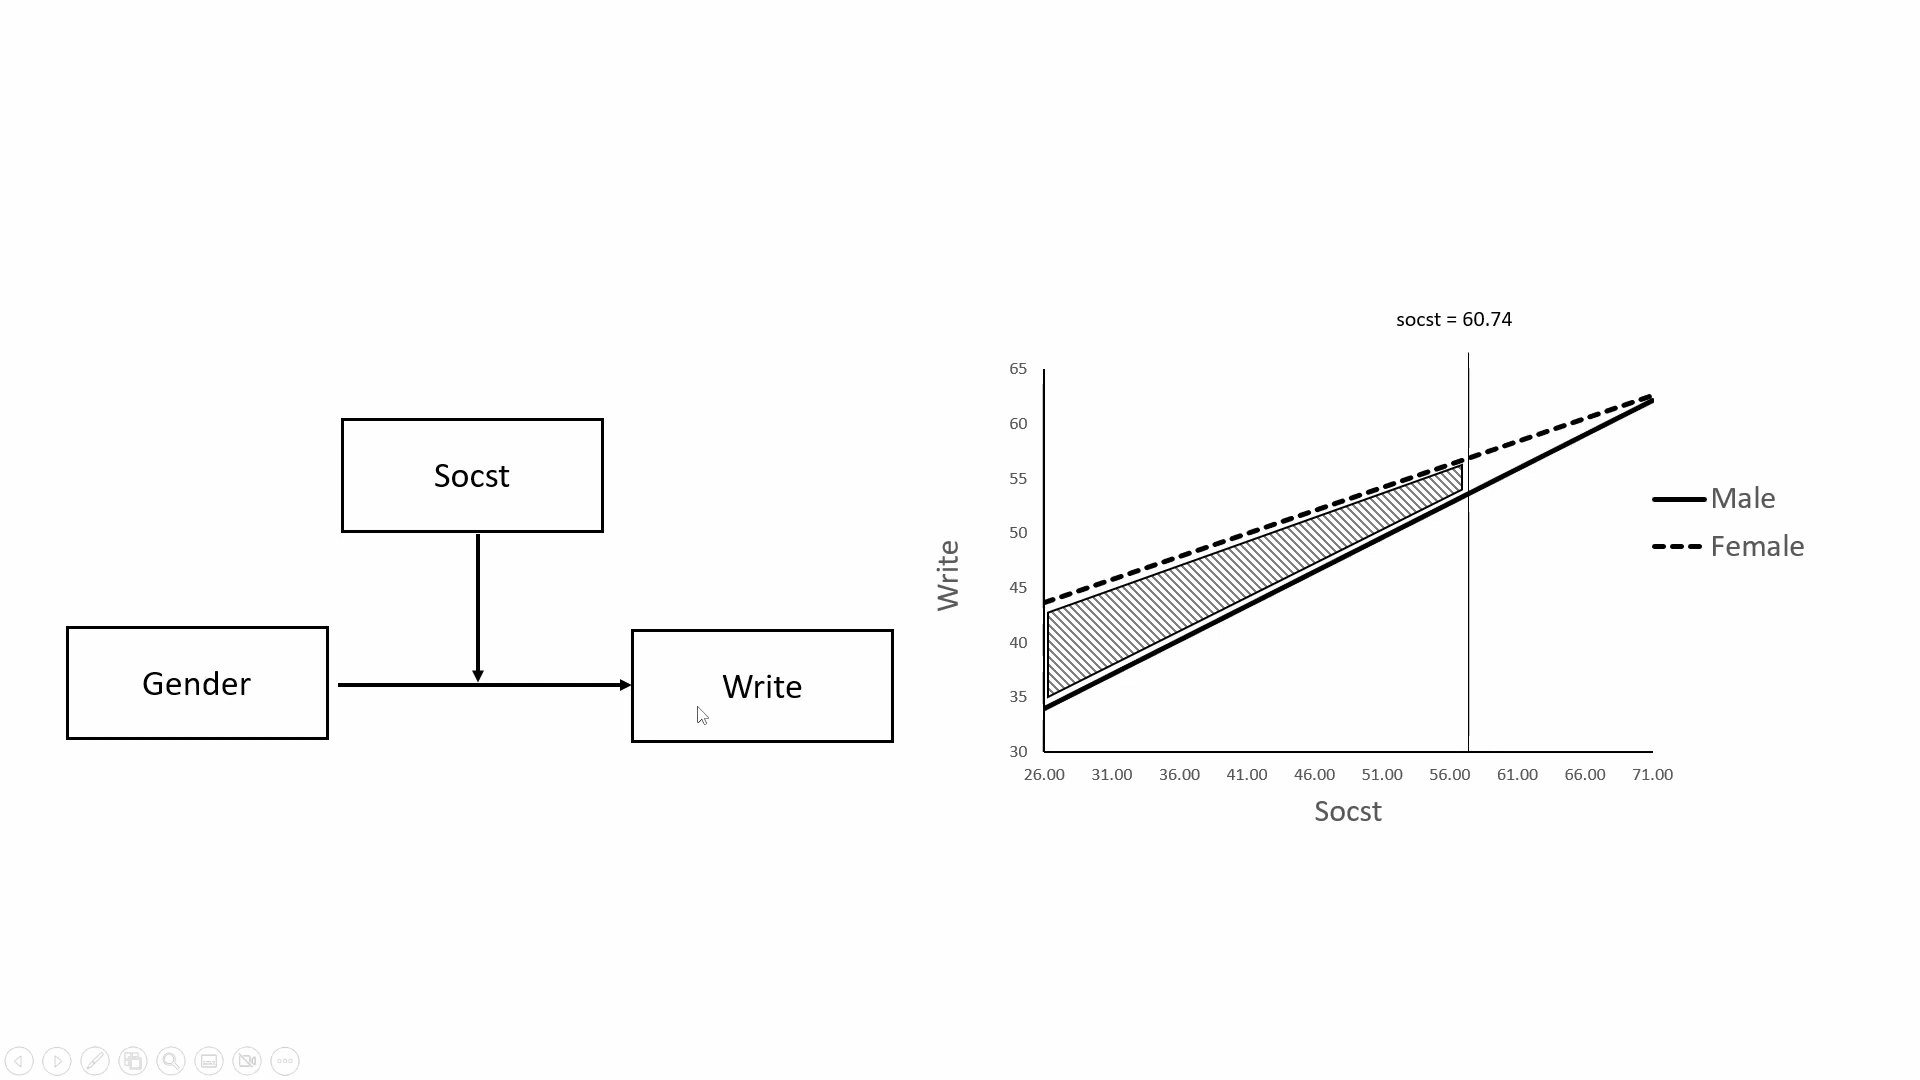 Socst
Gender
Write
socst = 60.74
65
60
55
50
45
40
35
30
Write
26.00 31.00 36.00 41.00 46.00 51.00 56.00 61.00 66.00 71.00
Socst
Male
Female